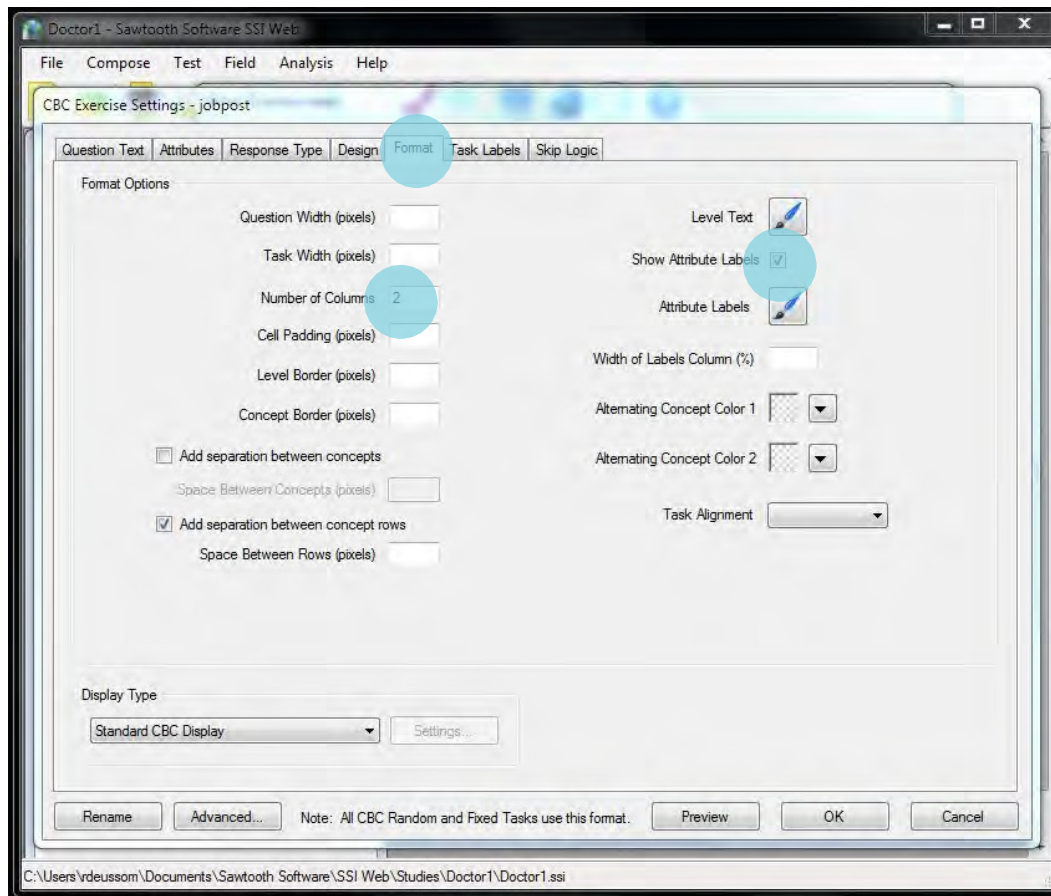 Doctor1 - Sawtooth Software SSI Web
File Compose Test Field Analysis Help
CBC Exercise Settings - jobpost
Question Text Attributes Response Type Design Format Task Labels Skip Logic
Format Options
Question Width (pixels)
Level Text
Task Width (pixels)
Show Attribute Labels
Number of Columns 2
Attribute Labels
Cell Padding (pixels)
Width of Labels Column (%)
Level Border (pixels)
Alternating Concept Color 1
Concept Border (pixels)
Add separation between concepts
Alternating Concept Color 2
Space Between Concepts (pixels)
Task Alignment
Add separation between concept rows
Space Between Rows (pixels)
Display Type
Standard CBC Display Settings...
Rename Advanced... Note: All CBC Random and Fixed Tasks use this format. Preview OK Cancel
C:\Users\rdeussom\Documents\Sawtooth Software\SSI Web\Studies\Doctor1\Doctor1.ssi